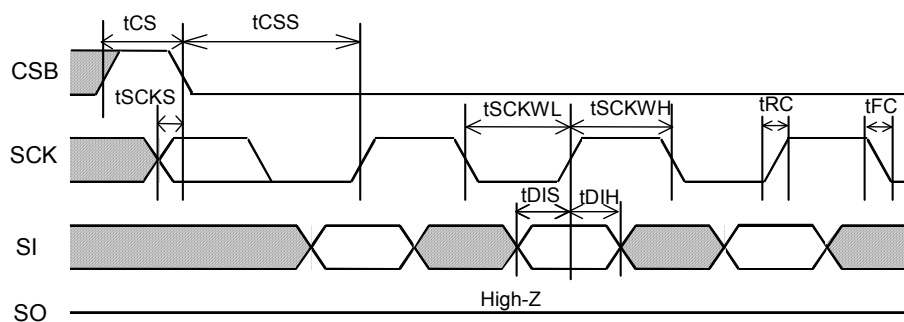 tCS
tCSS
CSB
tSCKS
tSCKWL
tSCKWH
tRC
tFC
SCK
tDIS
tDIH
SI
High-Z
SO